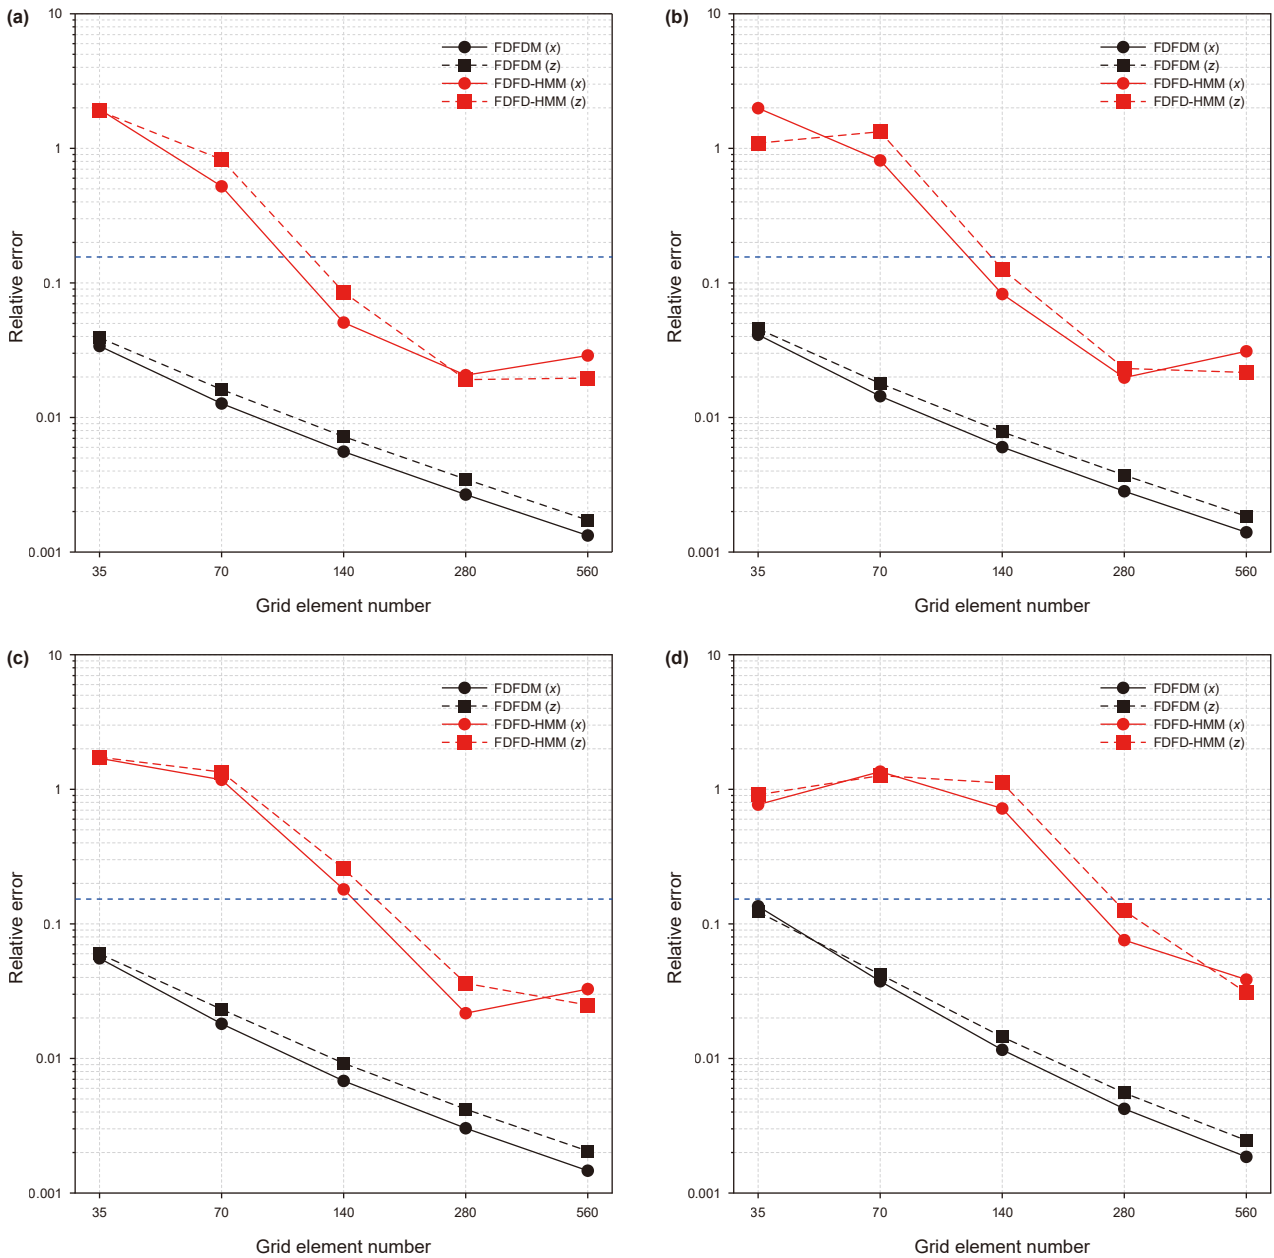 (a)
10
1
0.1
0.01
0.001
Relative error
35 70 140 280 560
Grid element number
FDFDM (x)
FDFDM (z)
FDFD-HMM (x)
FDFD-HMM (z)
(b)
10
1
0.1
0.01
0.001
Relative error
35 70 140 280 560
Grid element number
FDFDM (x)
FDFDM (z)
FDFD-HMM (x)
FDFD-HMM (z)
(c)
10
1
0.1
0.01
0.001
Relative error
35 70 140 280 560
Grid element number
FDFDM (x)
FDFDM (z)
FDFD-HMM (x)
FDFD-HMM (z)
(d)
10
1
0.1
0.01
0.001
Relative error
35 70 140 280 560
Grid element number
FDFDM (x)
FDFDM (z)
FDFD-HMM (x)
FDFD-HMM (z)